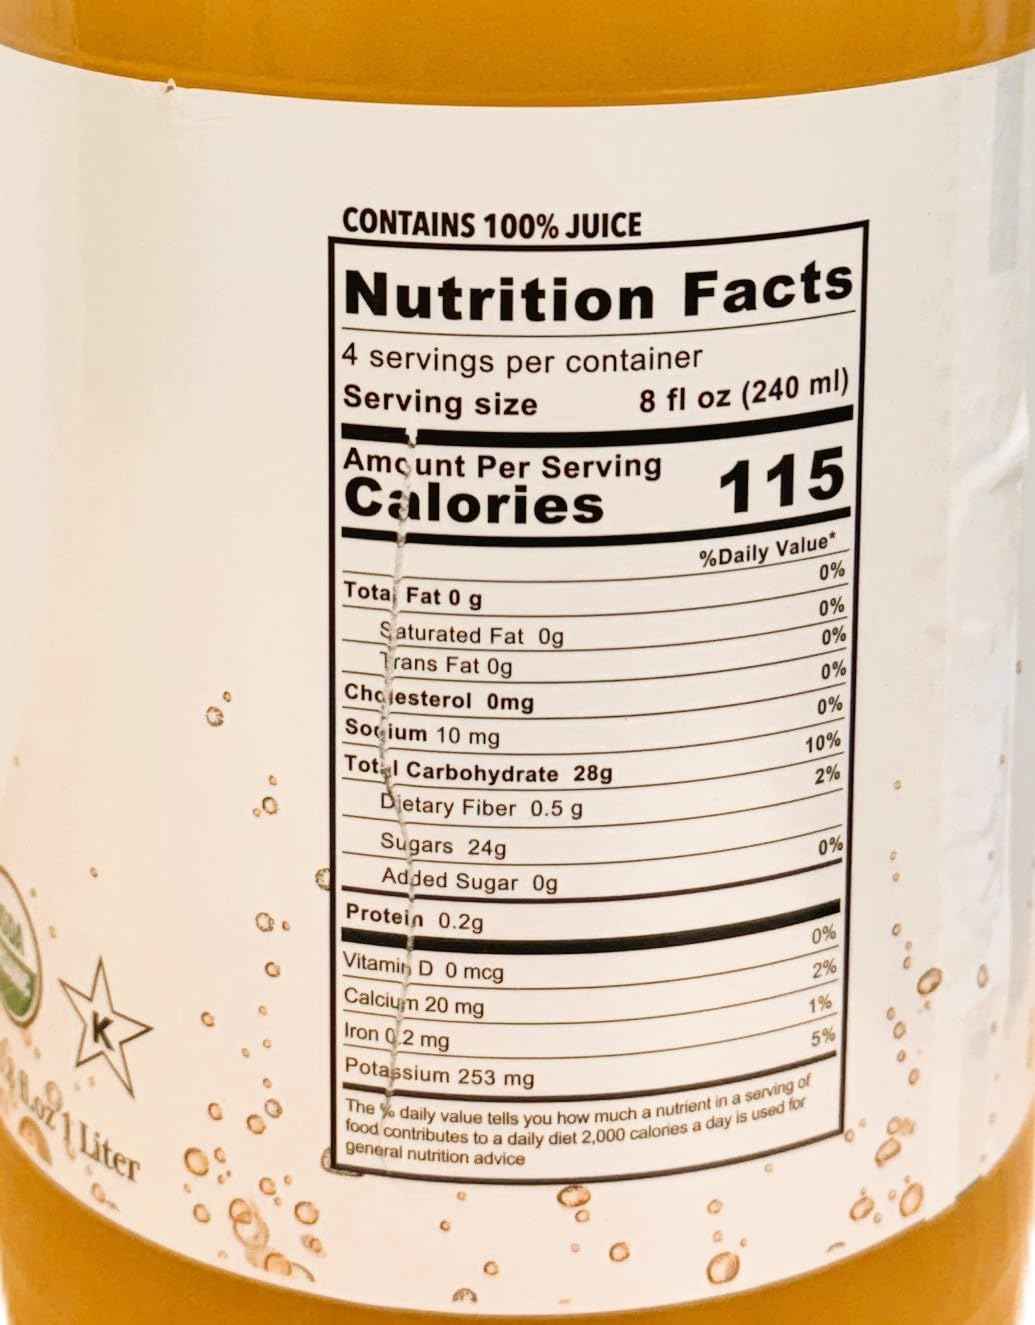 CONTAINS 100% JUICE
Nutrition Facts
4 servings per container
Serving size 8 fl oz (240 ml)
Amount Per Serving
Calories 115
%Daily Value*
Total Fat 0 g 0%
Saturated Fat 0g 0%
Trans Fat 0g 0%
Cholesterol 0mg 0%
Sodium 10 mg 0%
Total Carbohydrate 28g 10%
Dietary Fiber 0.5 g 2%
Sugars 24g
Added Sugar 0g 0%
Protein 0.2g
Vitamin D 0 mcg 0%
Calcium 20 mg 2%
Iron 0.2 mg 1%
Potassium 253 mg 5%
The % daily value tells you how much a nutrient in a serving of
food contributes to a daily diet 2,000 calories a day is used for
general nutrition advice
K
fl.oz 1 Liter